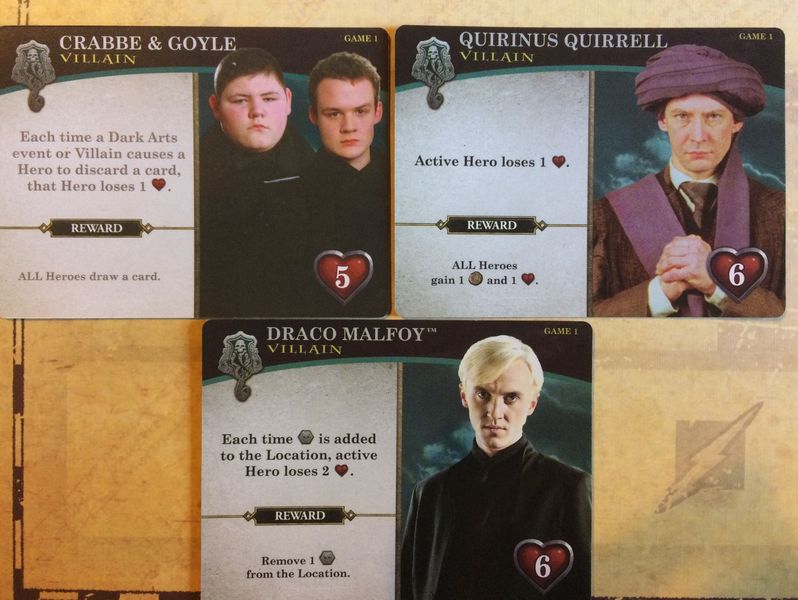 CRABBE & GOYLE
VILLAIN
GAME 1
Each time a Dark Arts
event or Villain causes a
Hero to discard a card,
that Hero loses 1 .
REWARD
ALL Heroes draw a card.
5
QUIRINUS QUIRRELL
VILLAIN
GAME 1
Active Hero loses 1 .
REWARD
ALL Heroes
gain 1 and 1 .
6
DRACO MALFOY™
VILLAIN
GAME 1
Each time is added
to the Location, active
Hero loses 2 .
REWARD
Remove 1
from the Location.
6